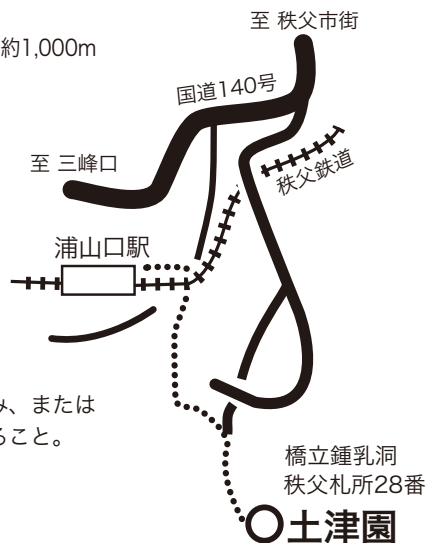 至 秩父市街
約1,000m
国道140号
至 三峰口
秩父鉄道
浦山口駅
み、または
ること。
橋立鍾乳洞
秩父札所28番
土津園